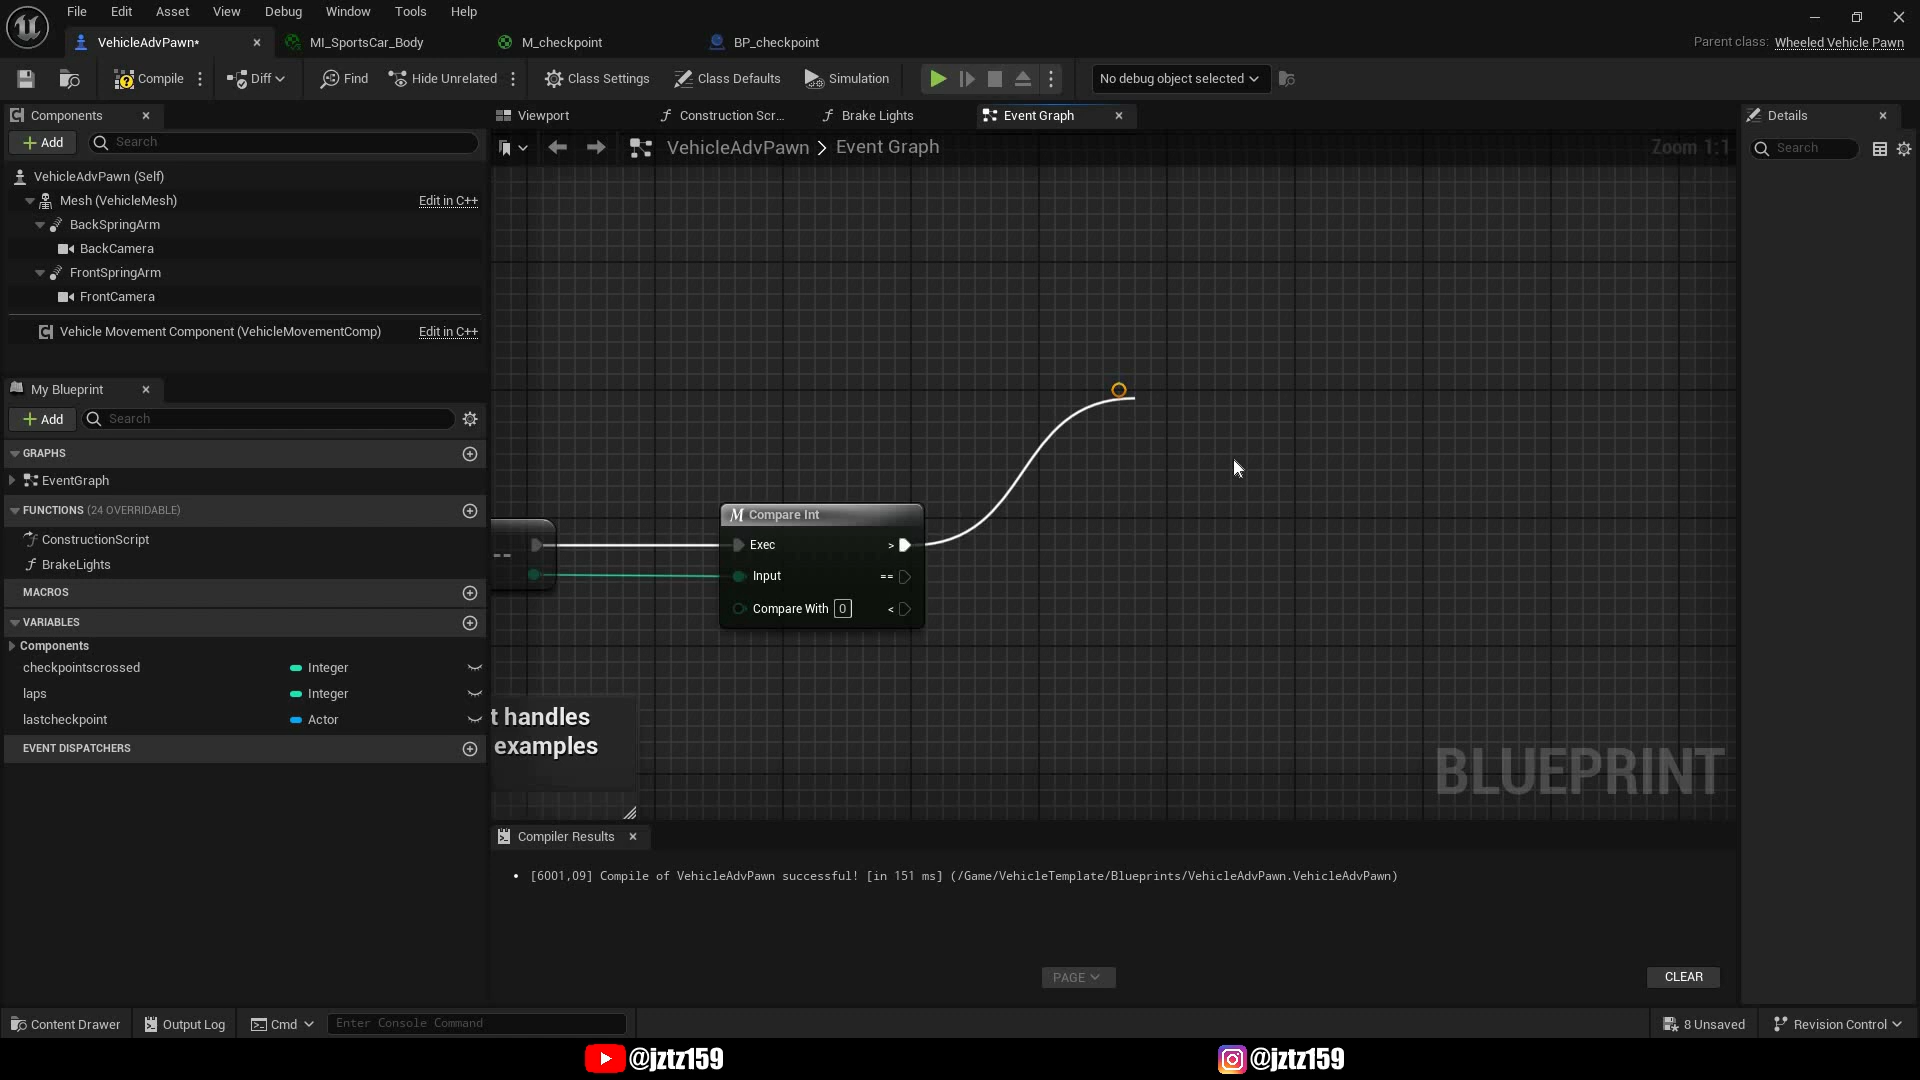 File Edit Asset View Debug Window Tools Help
VehicleAdvPawn* MI_SportsCar_Body M_checkpoint BP_checkpoint
Parent class: Wheeled Vehicle Pawn
Compile Diff Find Hide Unrelated Class Settings Class Defaults Simulation No debug object selected
Components
Add Search
VehicleAdvPawn (Self)
Mesh (VehicleMesh) Edit in C++
BackSpringArm
BackCamera
FrontSpringArm
FrontCamera
Vehicle Movement Component (VehicleMovementComp) Edit in C++
My Blueprint
Add Search
GRAPHS
EventGraph
FUNCTIONS (24 OVERRIDABLE)
ConstructionScript
BrakeLights
MACROS
VARIABLES
Components
checkpointscrossed Integer
laps Integer
lastcheckpoint Actor
EVENT DISPATCHERS
Viewport Construction Scr... Brake Lights Event Graph
VehicleAdvPawn > Event Graph
Zoom 1:1
--
Compare Int
Exec >
Input ==
Compare With 0 <
t handles
examples
BLUEPRINT
Details
Search
Compiler Results
[6001,09] Compile of VehicleAdvPawn successful! [in 151 ms] (/Game/VehicleTemplate/Blueprints/VehicleAdvPawn.VehicleAdvPawn)
PAGE
CLEAR
Content Drawer Output Log Cmd Enter Console Command 8 Unsaved Revision Control
@jztz159 @jztz159